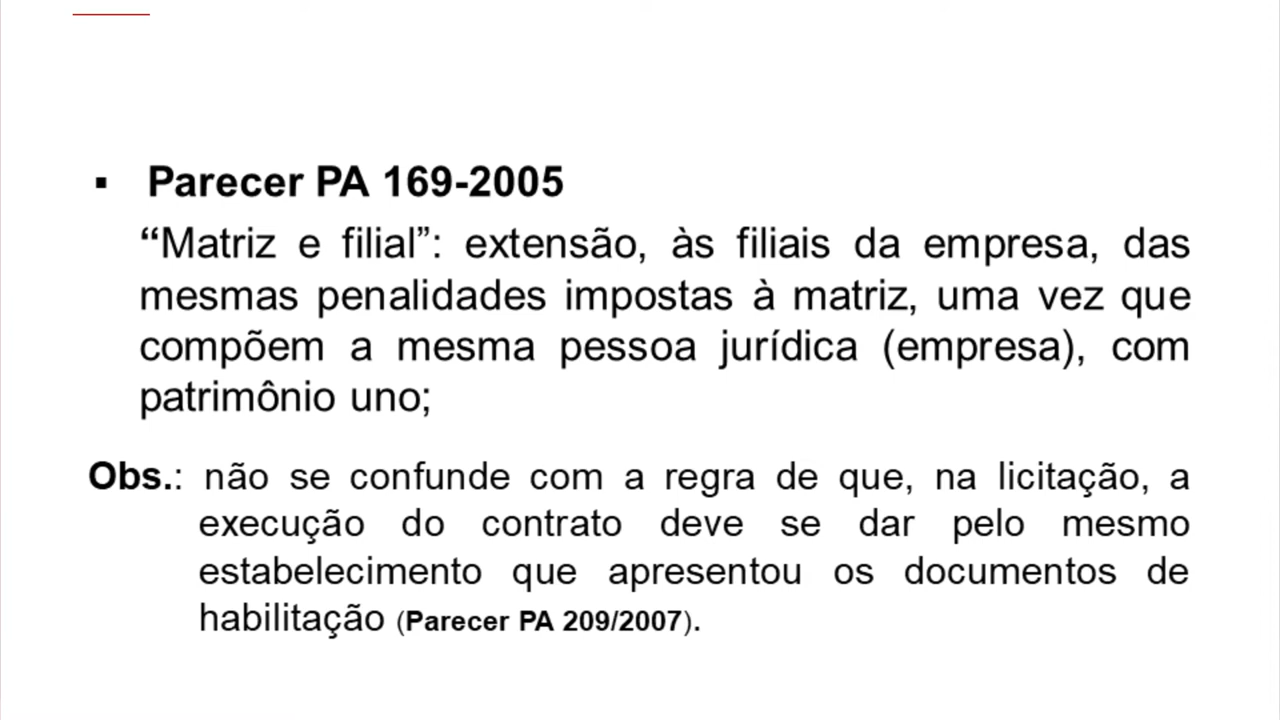 ▪ Parecer PA 169-2005
“Matriz e filial”: extensão, às filiais da empresa, das
mesmas penalidades impostas à matriz, uma vez que
compõem a mesma pessoa jurídica (empresa), com
patrimônio uno;
Obs.: não se confunde com a regra de que, na licitação, a
execução do contrato deve se dar pelo mesmo
estabelecimento que apresentou os documentos de
habilitação (Parecer PA 209/2007).